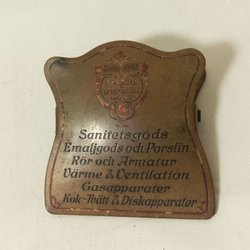 Sanitetsgods
Emaljgods och Porslin
Rör och Armatur
Värme & Ventilation
Gasapparater
Kok-Tvätt & Diskapparater